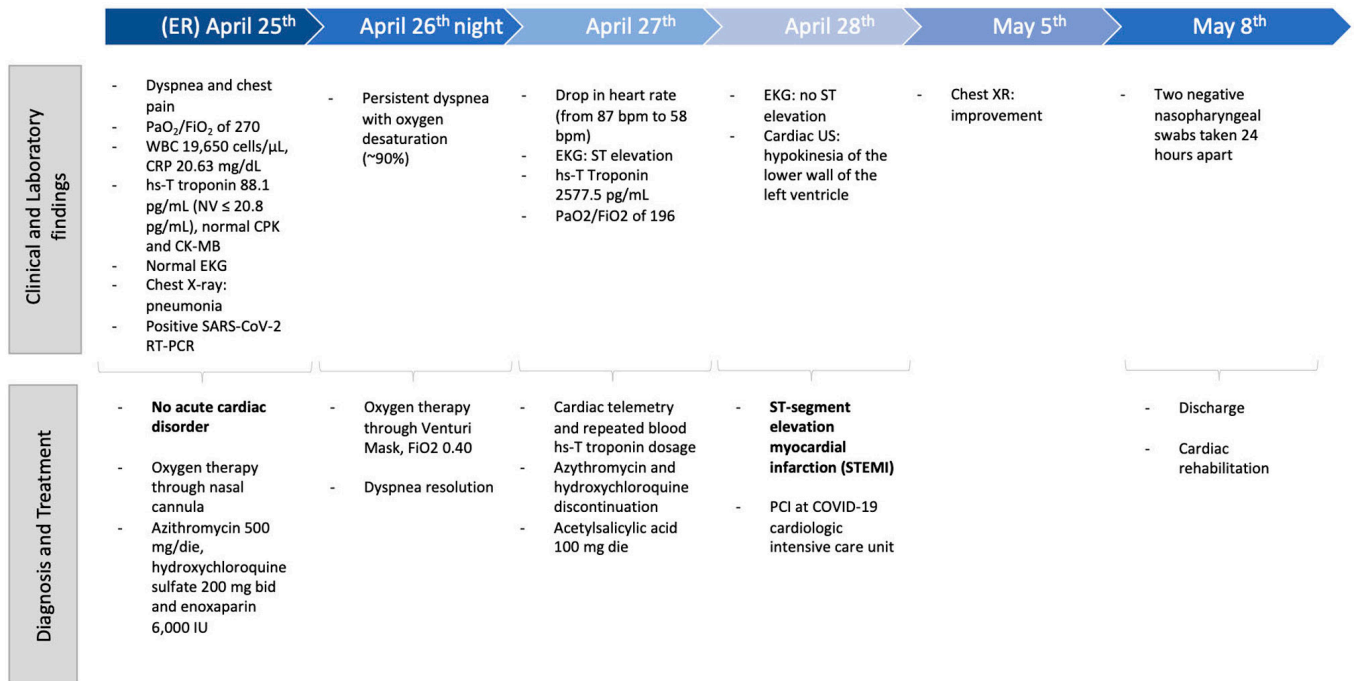 (ER) April 25th
April 26th night
April 27th
April 28th
May 5th
May 8th
Clinical and Laboratory
findings
- Dyspnea and chest
pain
- PaO2/FiO2 of 270
- WBC 19,650 cells/μL,
CRP 20.63 mg/dL
- hs-T troponin 88.1
pg/mL (NV ≤ 20.8
pg/mL), normal CPK
and CK-MB
- Normal EKG
- Chest X-ray:
pneumonia
- Positive SARS-CoV-2
RT-PCR
- Persistent dyspnea
with oxygen
desaturation
(~90%)
- Drop in heart rate
(from 87 bpm to 58
bpm)
- EKG: ST elevation
- hs-T Troponin
2577.5 pg/mL
- PaO2/FiO2 of 196
- EKG: no ST
elevation
- Cardiac US:
hypokinesia of the
lower wall of the
left ventricle
- Chest XR:
improvement
- Two negative
nasopharyngeal
swabs taken 24
hours apart
Diagnosis and Treatment
- No acute cardiac
disorder
- Oxygen therapy
through nasal
cannula
- Azithromycin 500
mg/die,
hydroxychloroquine
sulfate 200 mg bid
and enoxaparin
6,000 IU
- Oxygen therapy
through Venturi
Mask, FiO2 0.40
- Dyspnea resolution
- Cardiac telemetry
and repeated blood
hs-T troponin dosage
- Azythromycin and
hydroxychloroquine
discontinuation
- Acetylsalicylic acid
100 mg die
- ST-segment
elevation
myocardial
infarction (STEMI)
- PCI at COVID-19
cardiologic
intensive care unit
- Discharge
- Cardiac
rehabilitation